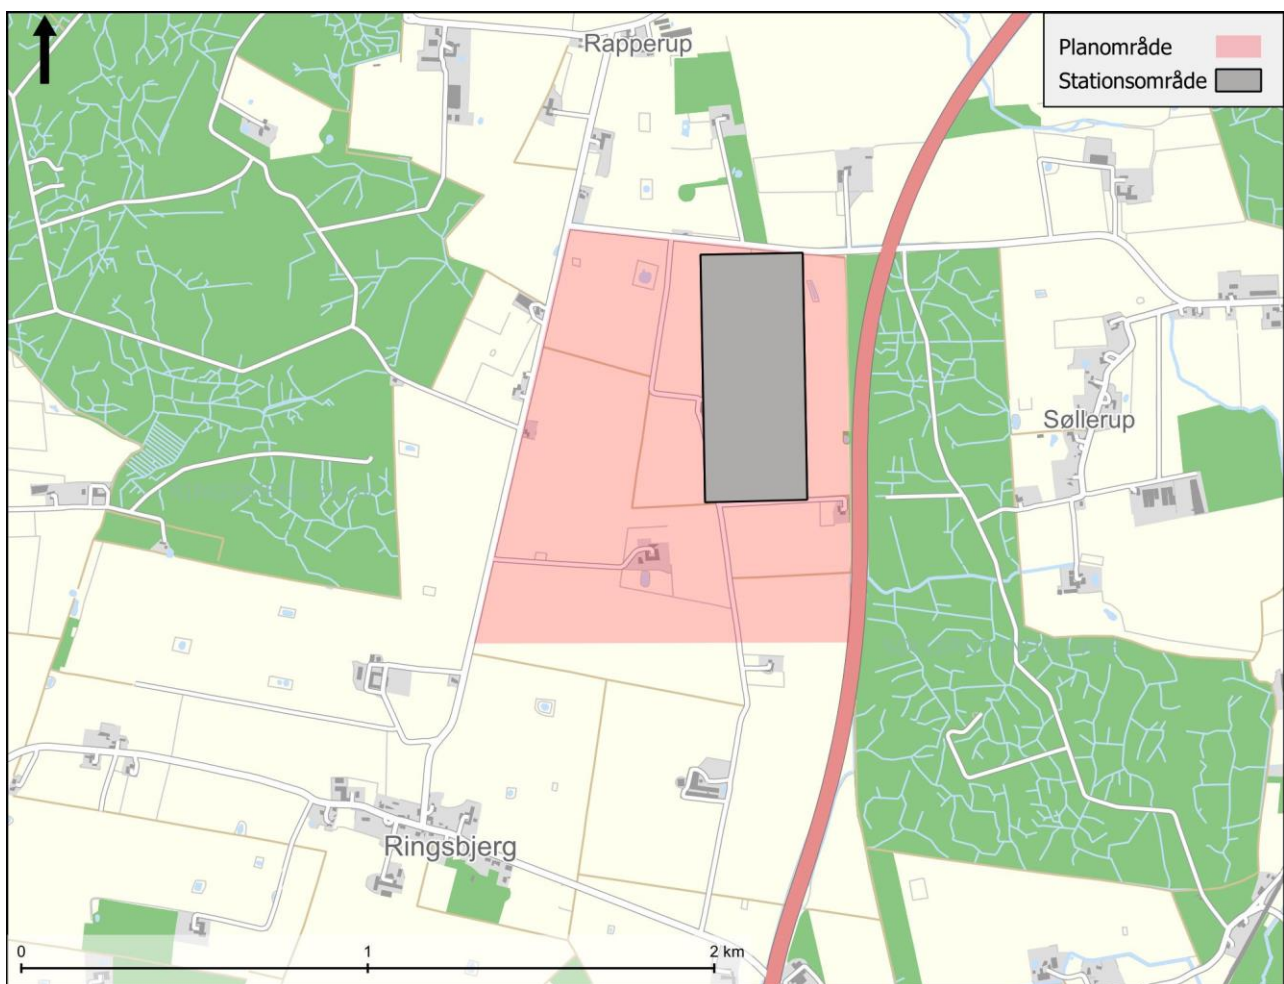 Rapperup
Planområde
Stationsområde
Søllerup
Ringsbjerg
0 1 2 km